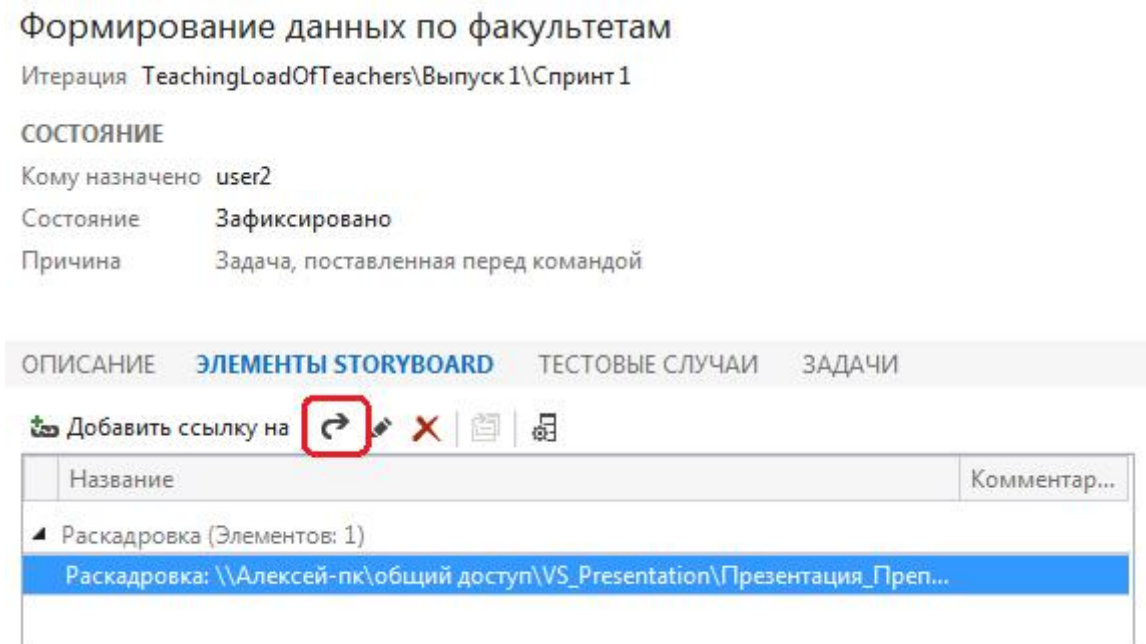 Формирование данных по факультетам
Итерация TeachingLoadOfTeachers\Выпуск 1\Спринт 1
СОСТОЯНИЕ
Кому назначено user2
Состояние Зафиксировано
Причина Задача, поставленная перед командой
ОПИСАНИЕ ЭЛЕМЕНТЫ STORYBOARD ТЕСТОВЫЕ СЛУЧАИ ЗАДАЧИ
Добавить ссылку на
Название Комментар...
Раскадровка (Элементов: 1)
Раскадровка: \\Алексей-пк\общий доступ\VS_Presentation\Презентация_Преп...